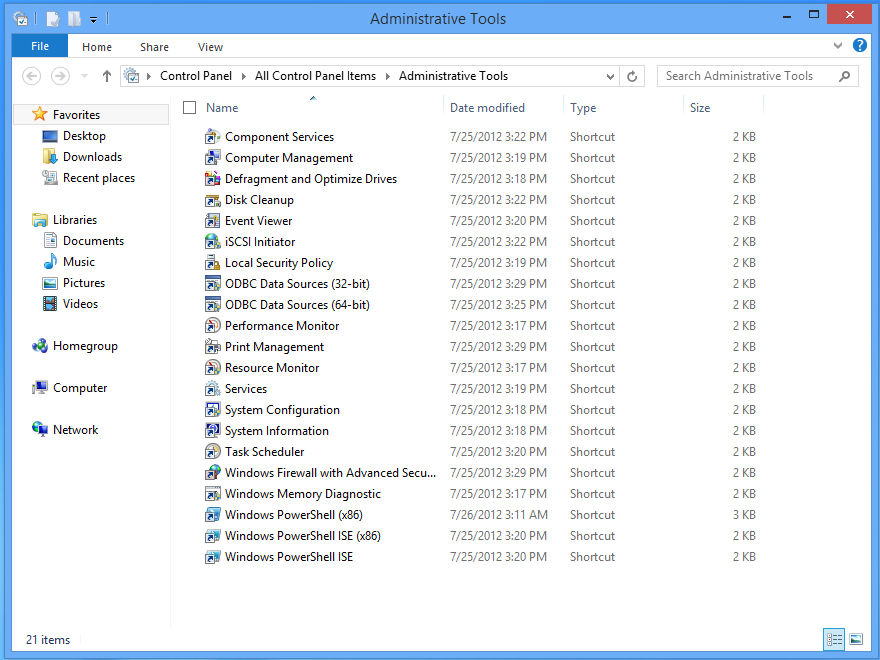 Administrative Tools
File Home Share View
Control Panel All Control Panel Items Administrative Tools Search Administrative Tools
Name Date modified Type Size
Favorites
Desktop
Downloads
Recent places
Libraries
Documents
Music
Pictures
Videos
Homegroup
Computer
Network
Component Services 7/25/2012 3:22 PM Shortcut 2 KB
Computer Management 7/25/2012 3:19 PM Shortcut 2 KB
Defragment and Optimize Drives 7/25/2012 3:18 PM Shortcut 2 KB
Disk Cleanup 7/25/2012 3:22 PM Shortcut 2 KB
Event Viewer 7/25/2012 3:20 PM Shortcut 2 KB
iSCSI Initiator 7/25/2012 3:22 PM Shortcut 2 KB
Local Security Policy 7/25/2012 3:19 PM Shortcut 2 KB
ODBC Data Sources (32-bit) 7/25/2012 3:29 PM Shortcut 2 KB
ODBC Data Sources (64-bit) 7/25/2012 3:25 PM Shortcut 2 KB
Performance Monitor 7/25/2012 3:17 PM Shortcut 2 KB
Print Management 7/25/2012 3:29 PM Shortcut 2 KB
Resource Monitor 7/25/2012 3:17 PM Shortcut 2 KB
Services 7/25/2012 3:19 PM Shortcut 2 KB
System Configuration 7/25/2012 3:18 PM Shortcut 2 KB
System Information 7/25/2012 3:18 PM Shortcut 2 KB
Task Scheduler 7/25/2012 3:20 PM Shortcut 2 KB
Windows Firewall with Advanced Secu... 7/25/2012 3:29 PM Shortcut 2 KB
Windows Memory Diagnostic 7/25/2012 3:17 PM Shortcut 2 KB
Windows PowerShell (x86) 7/26/2012 3:11 AM Shortcut 3 KB
Windows PowerShell ISE (x86) 7/25/2012 3:20 PM Shortcut 2 KB
Windows PowerShell ISE 7/25/2012 3:20 PM Shortcut 2 KB
21 items